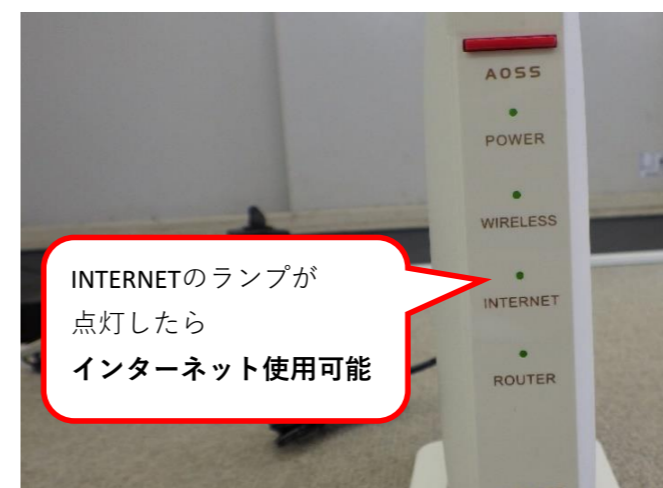 AOSS
POWER
WIRELESS
INTERNET
ROUTER
INTERNETのランプが
点灯したら
インターネット使用可能